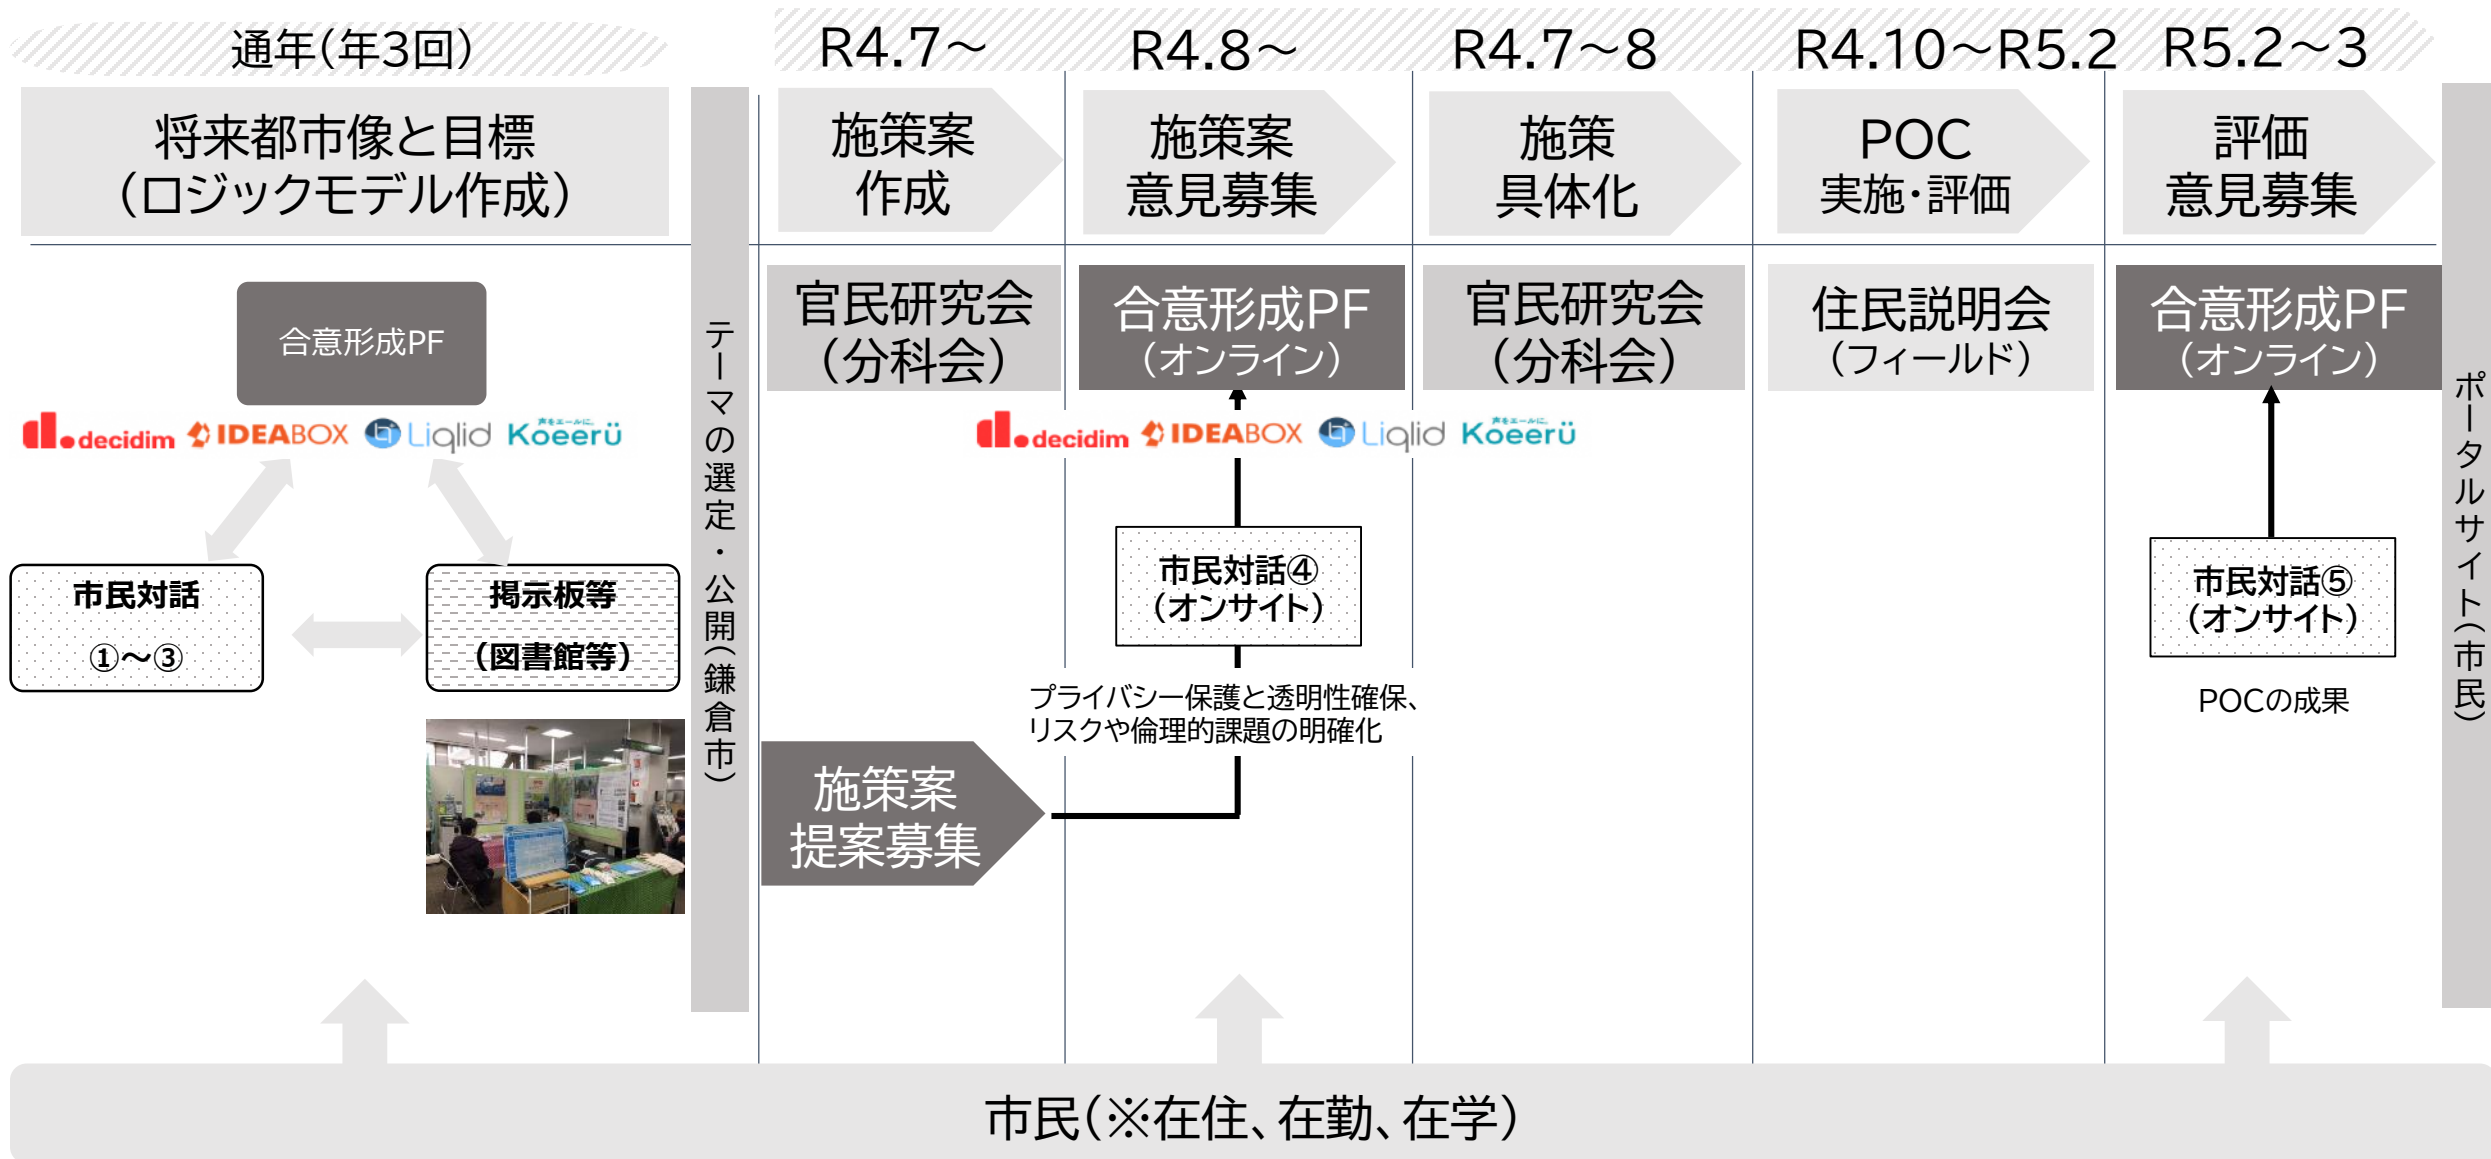 通年(年3回)
R4.7～
R4.8～
R4.7～8
R4.10～R5.2
R5.2～3
将来都市像と目標
(ロジックモデル作成)
施策案
作成
施策案
意見募集
施策
具体化
POC
実施・評価
評価
意見募集
合意形成PF
decidim
IDEABOX
Liqlid
声をエールに。
Koeerü
市民対話
①～③
掲示板等
(図書館等)
テーマの選定・公開(鎌倉市)
官民研究会
(分科会)
合意形成PF
(オンライン)
官民研究会
(分科会)
住民説明会
(フィールド)
合意形成PF
(オンライン)
decidim
IDEABOX
Liqlid
声をエールに。
Koeerü
市民対話④
(オンサイト)
プライバシー保護と透明性確保、
リスクや倫理的課題の明確化
施策案
提案募集
市民対話⑤
(オンサイト)
POCの成果
ポータルサイト(市民)
市民(※在住、在勤、在学)